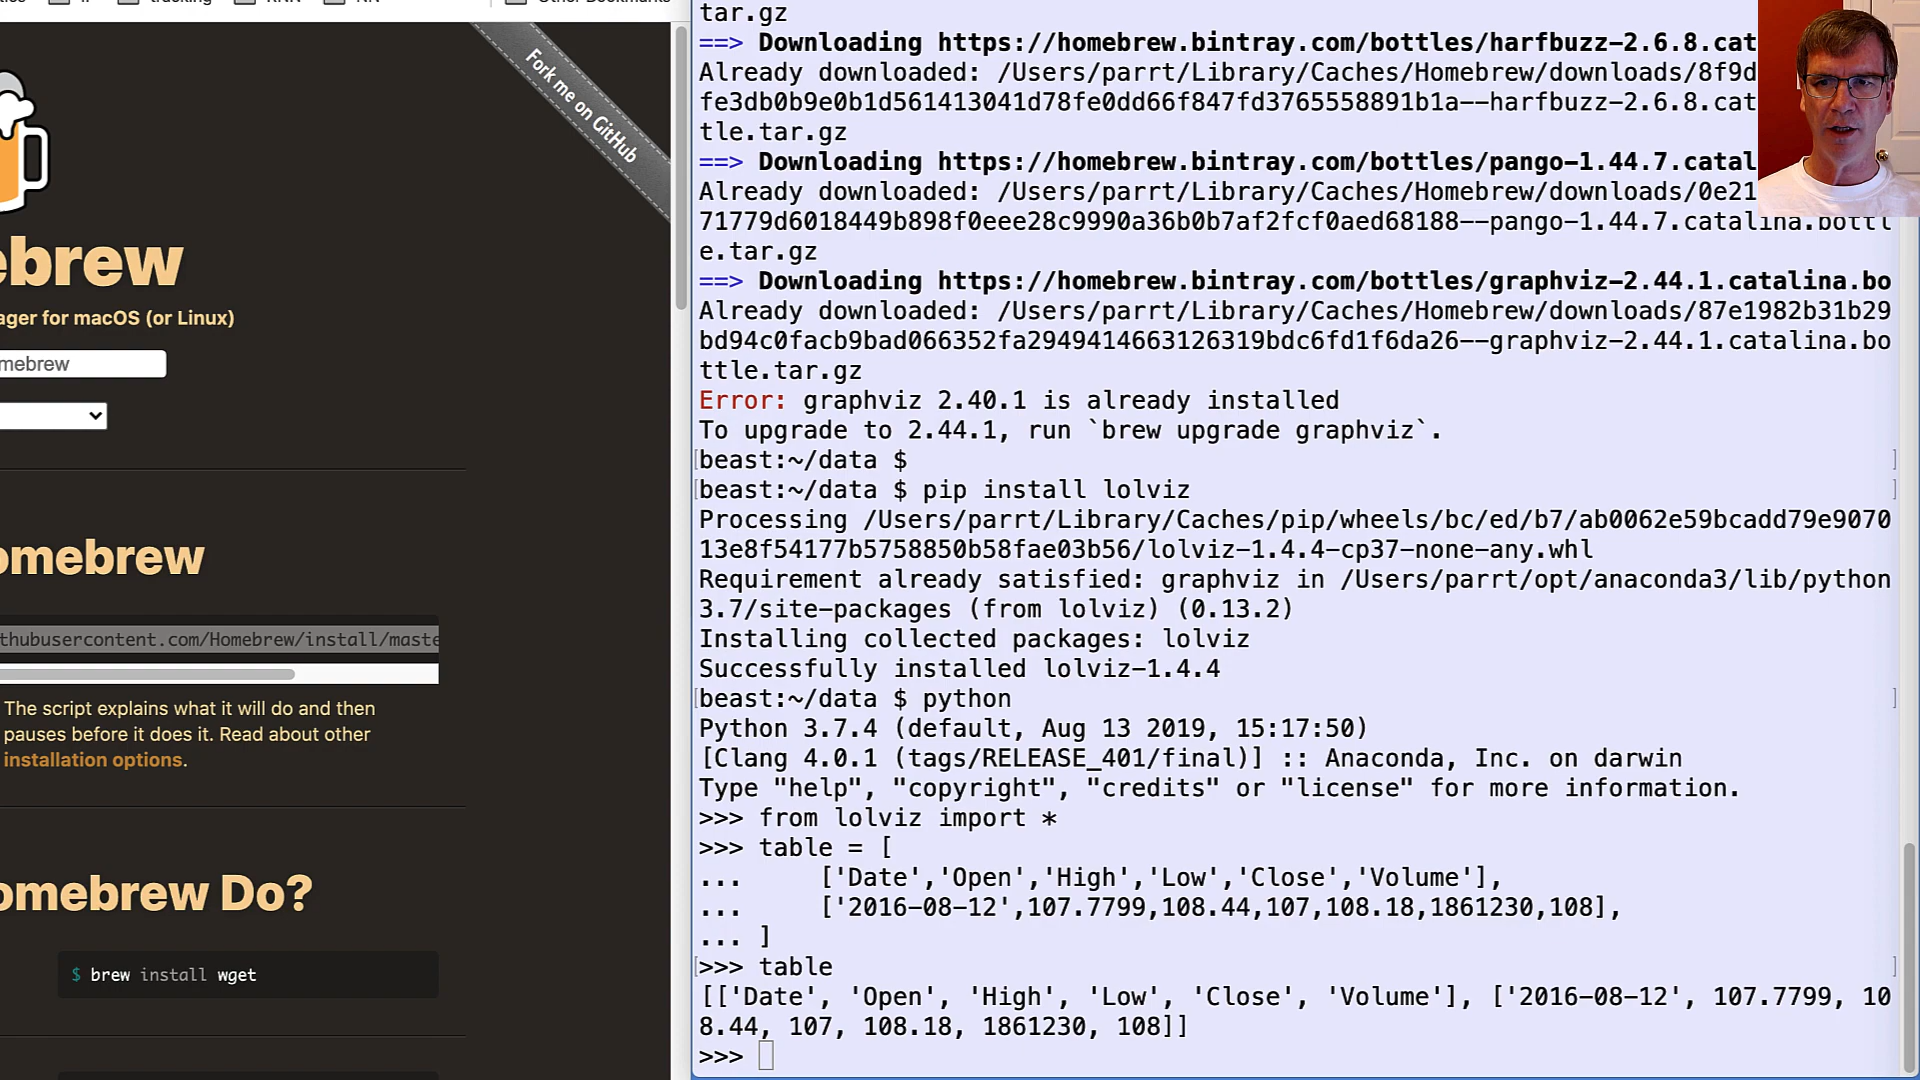 tracking
Other Bookmarks
Fork me on GitHub
ebrew
ager for macOS (or Linux)
mebrew
omebrew
thubusercontent.com/Homebrew/install/maste
The script explains what it will do and then
pauses before it does it. Read about other
installation options.
omebrew Do?
$ brew install wget
tar.gz
==> Downloading https://homebrew.bintray.com/bottles/harfbuzz-2.6.8.cat
Already downloaded: /Users/parrt/Library/Caches/Homebrew/downloads/8f9d
fe3db0b9e0b1d561413041d78fe0dd66f847fd3765558891b1a--harfbuzz-2.6.8.cat
tle.tar.gz
==> Downloading https://homebrew.bintray.com/bottles/pango-1.44.7.catal
Already downloaded: /Users/parrt/Library/Caches/Homebrew/downloads/0e21
71779d6018449b898f0eee28c9990a36b0b7af2fcf0aed68188--pango-1.44.7.catalina.bottl
e.tar.gz
==> Downloading https://homebrew.bintray.com/bottles/graphviz-2.44.1.catalina.bo
Already downloaded: /Users/parrt/Library/Caches/Homebrew/downloads/87e1982b31b29
bd94c0facb9bad066352fa2949414663126319bdc6fd1f6da26--graphviz-2.44.1.catalina.bo
ttle.tar.gz
Error: graphviz 2.40.1 is already installed
To upgrade to 2.44.1, run `brew upgrade graphviz`.
beast:~/data $
beast:~/data $ pip install lolviz
Processing /Users/parrt/Library/Caches/pip/wheels/bc/ed/b7/ab0062e59bcadd79e9070
13e8f54177b5758850b58fae03b56/lolviz-1.4.4-cp37-none-any.whl
Requirement already satisfied: graphviz in /Users/parrt/opt/anaconda3/lib/python
3.7/site-packages (from lolviz) (0.13.2)
Installing collected packages: lolviz
Successfully installed lolviz-1.4.4
beast:~/data $ python
Python 3.7.4 (default, Aug 13 2019, 15:17:50)
[Clang 4.0.1 (tags/RELEASE_401/final)] :: Anaconda, Inc. on darwin
Type "help", "copyright", "credits" or "license" for more information.
>>> from lolviz import *
>>> table = [
...     ['Date','Open','High','Low','Close','Volume'],
...     ['2016-08-12',107.7799,108.44,107,108.18,1861230,108],
... ]
>>> table
[['Date', 'Open', 'High', 'Low', 'Close', 'Volume'], ['2016-08-12', 107.7799, 10
8.44, 107, 108.18, 1861230, 108]]
>>>